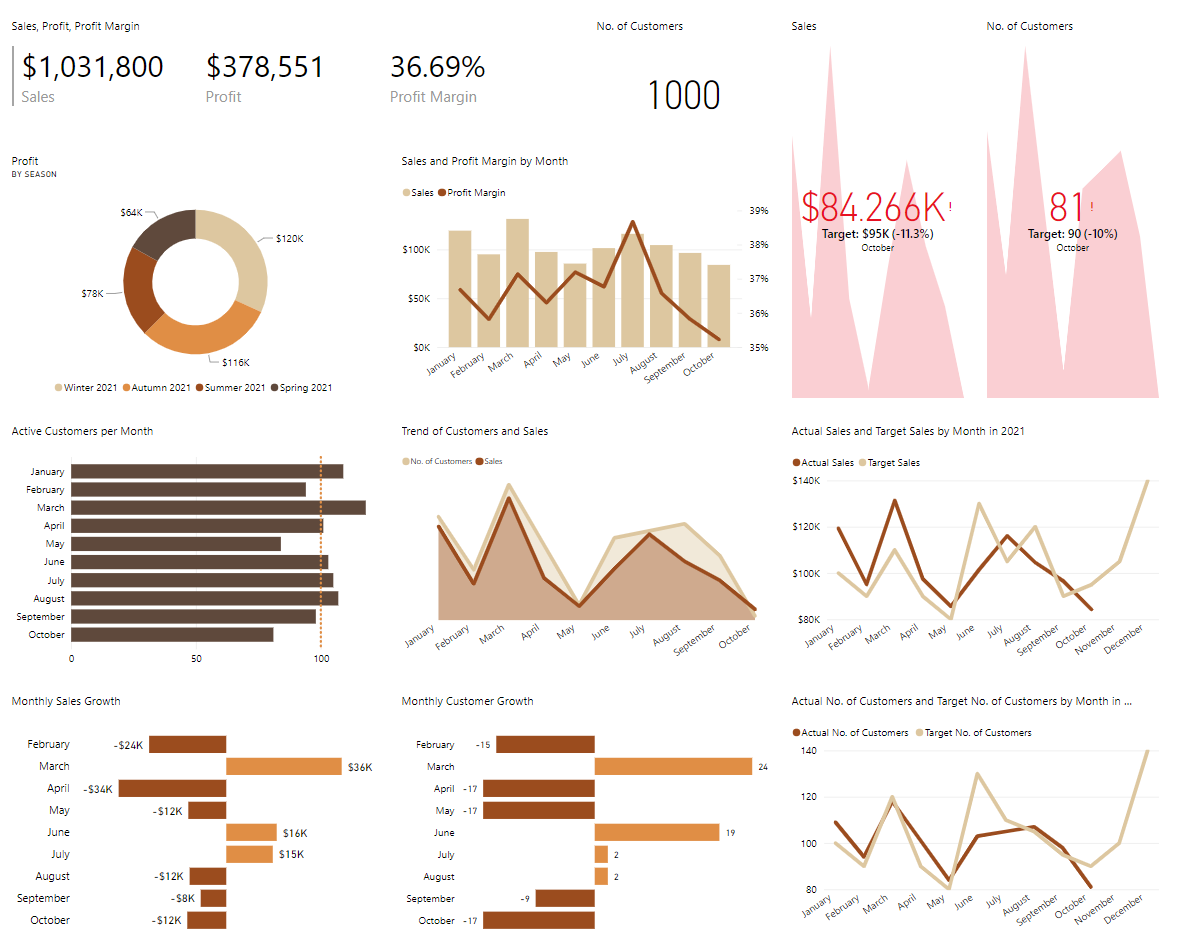 Sales, Profit, Profit Margin
$1,031,800
Sales
$378,551
Profit
36.69%
Profit Margin
No. of Customers
1000
Sales
$84.266K!
Target: $95K (-11.3%)
October
No. of Customers
81!
Target: 90 (-10%)
October
Profit
BY SEASON
$64K
$120K
$78K
$116K
Winter 2021 Autumn 2021 Summer 2021 Spring 2021
Sales and Profit Margin by Month
Sales Profit Margin
$100K
$50K
$0K
39%
38%
37%
36%
35%
January February March April May June July August September October
Active Customers per Month
January
February
March
April
May
June
July
August
September
October
0 50 100
Trend of Customers and Sales
No. of Customers Sales
January February March April May June July August September October
Actual Sales and Target Sales by Month in 2021
Actual Sales Target Sales
$140K
$120K
$100K
$80K
January February March April May June July August September October November December
Monthly Sales Growth
February -$24K
March $36K
April -$34K
May -$12K
June $16K
July $15K
August -$12K
September -$8K
October -$12K
Monthly Customer Growth
February -15
March 24
April -17
May -17
June 19
July 2
August 2
September -9
October -17
Actual No. of Customers and Target No. of Customers by Month in ...
Actual No. of Customers Target No. of Customers
140
120
100
80
January February March April May June July August September October November December